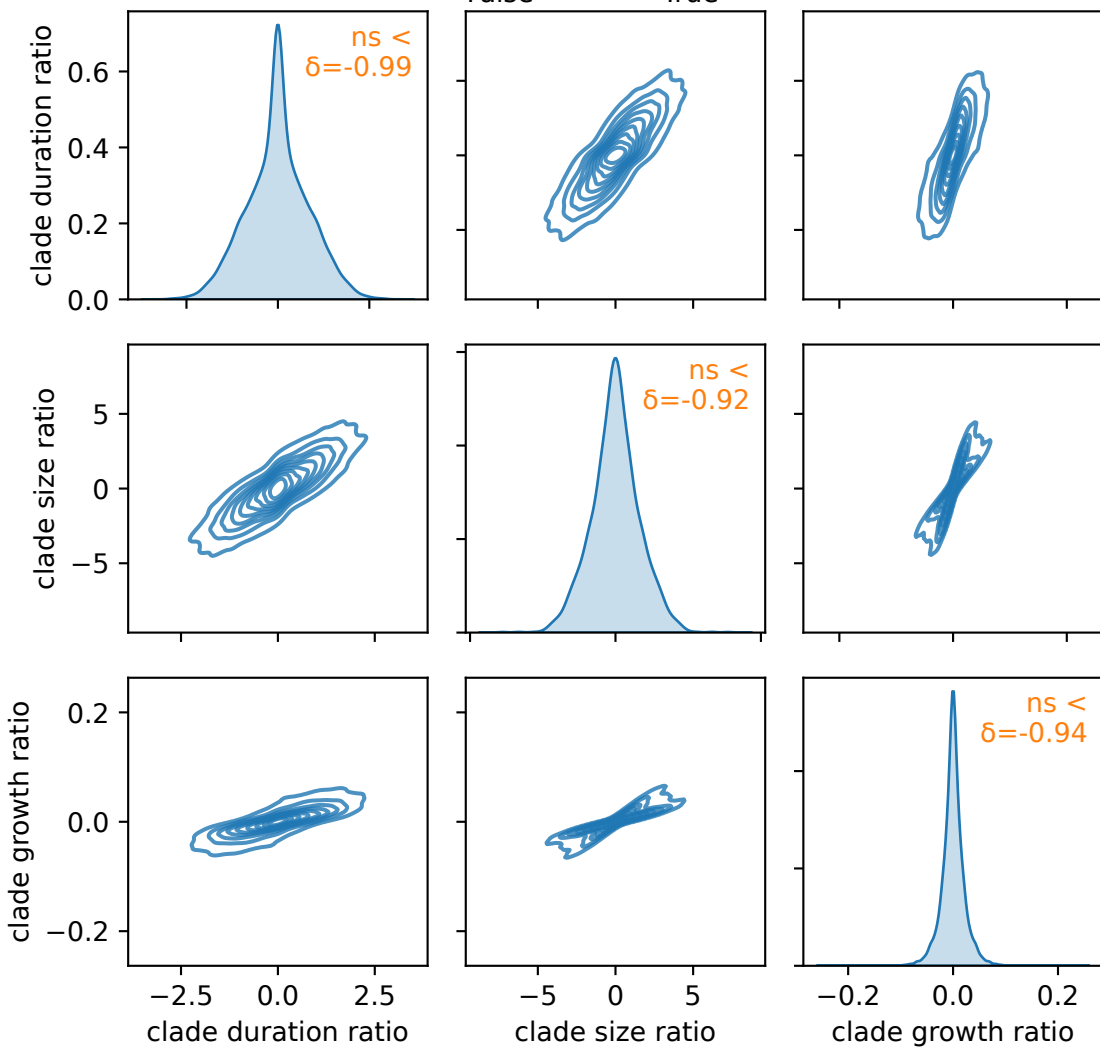 clade duration ratio
0.6
0.4
0.2
0.0
ns <
δ=-0.99
clade size ratio
5
0
−5
ns <
δ=-0.92
clade growth ratio
0.2
0.0
−0.2
ns <
δ=-0.94
−2.5 0.0 2.5
−5 0 5
−0.2 0.0 0.2
clade duration ratio
clade size ratio
clade growth ratio